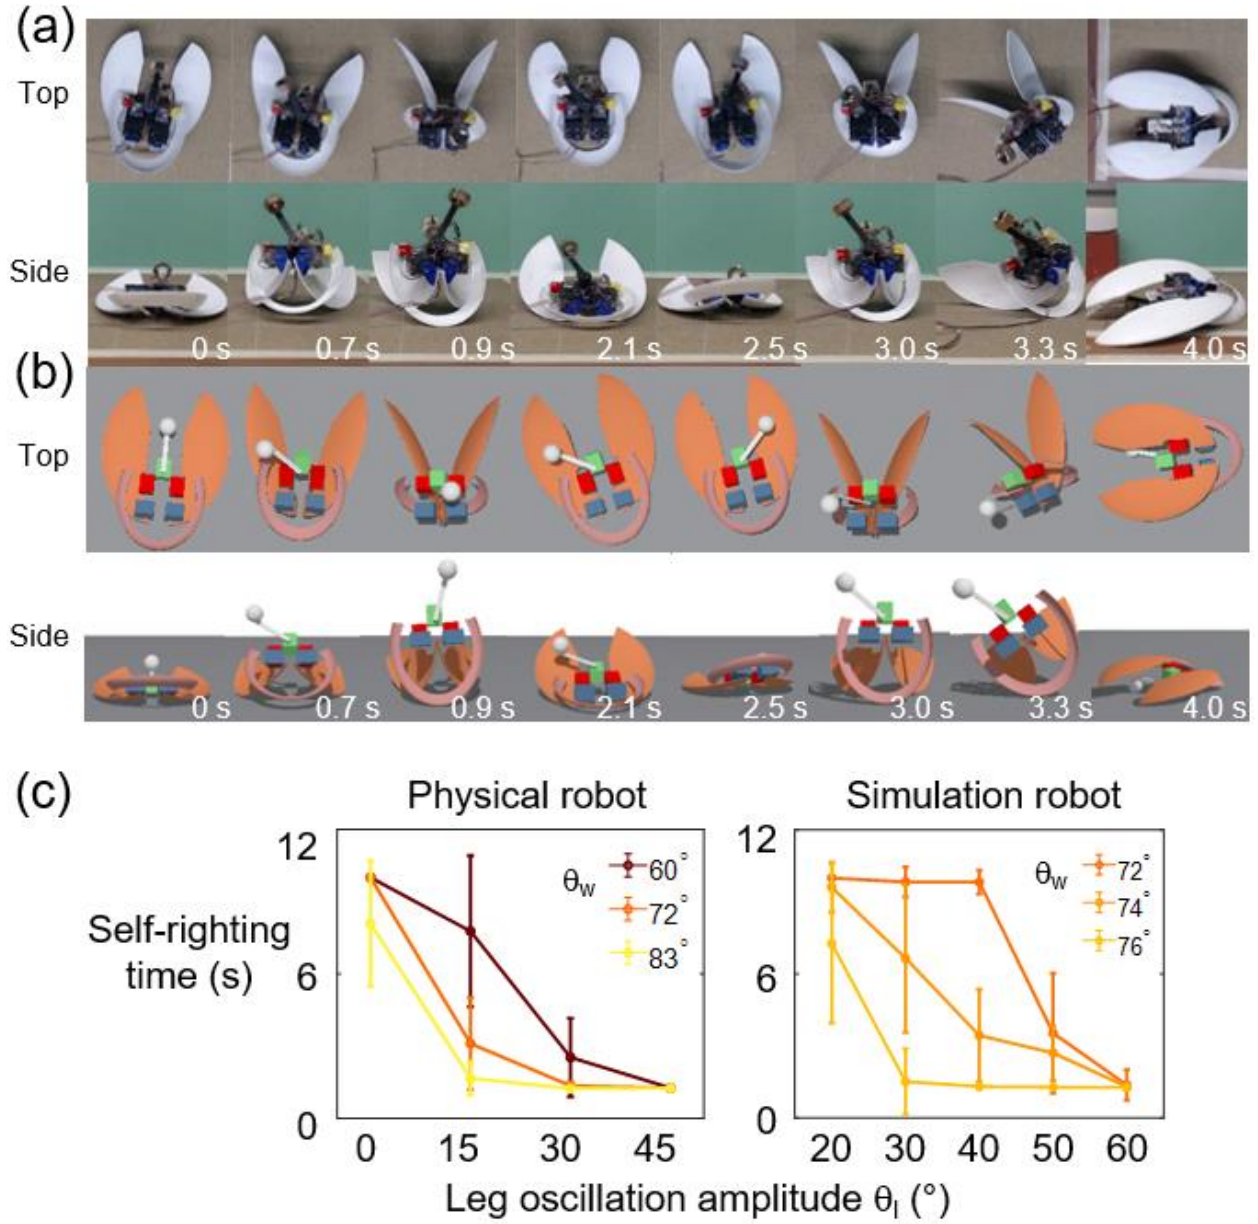 (a)
Top
Side
0 s 0.7 s 0.9 s 2.1 s 2.5 s 3.0 s 3.3 s 4.0 s
(b)
Top
Side
0 s 0.7 s 0.9 s 2.1 s 2.5 s 3.0 s 3.3 s 4.0 s
(c)
Physical robot
Self-righting
time (s)
12
6
0
θw
60°
72°
83°
0 15 30 45
Simulation robot
12
6
0
θw
72°
74°
76°
20 30 40 50 60
Leg oscillation amplitude θl (°)